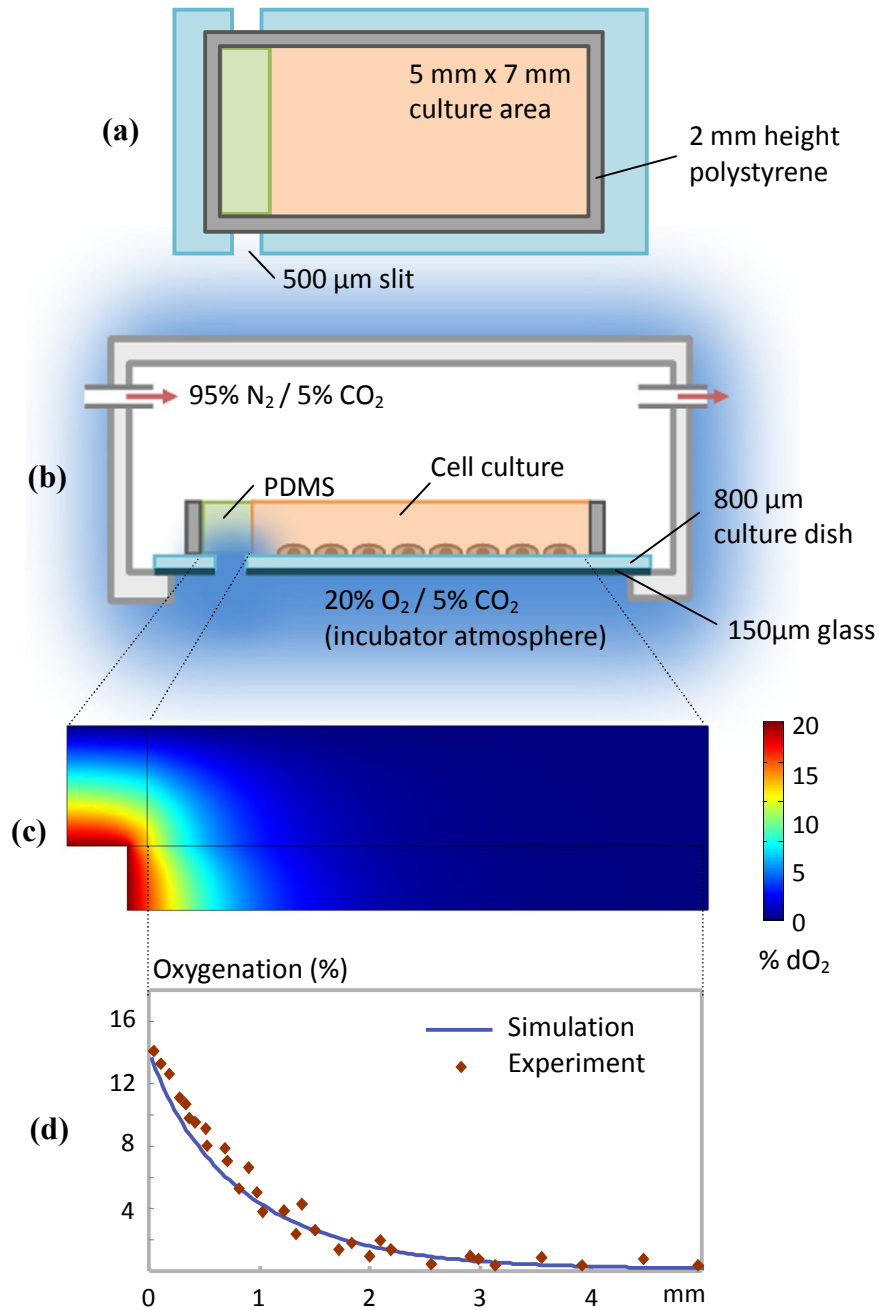 (a)
5 mm x 7 mm
culture area
2 mm height
polystyrene
500 µm slit
95% N₂ / 5% CO₂
(b)
PDMS
Cell culture
800 µm
culture dish
20% O₂ / 5% CO₂
(incubator atmosphere)
150µm glass
(c)
20
15
10
5
0
% dO₂
Oxygenation (%)
(d)
16
12
8
4
Simulation
Experiment
0 1 2 3 4 mm